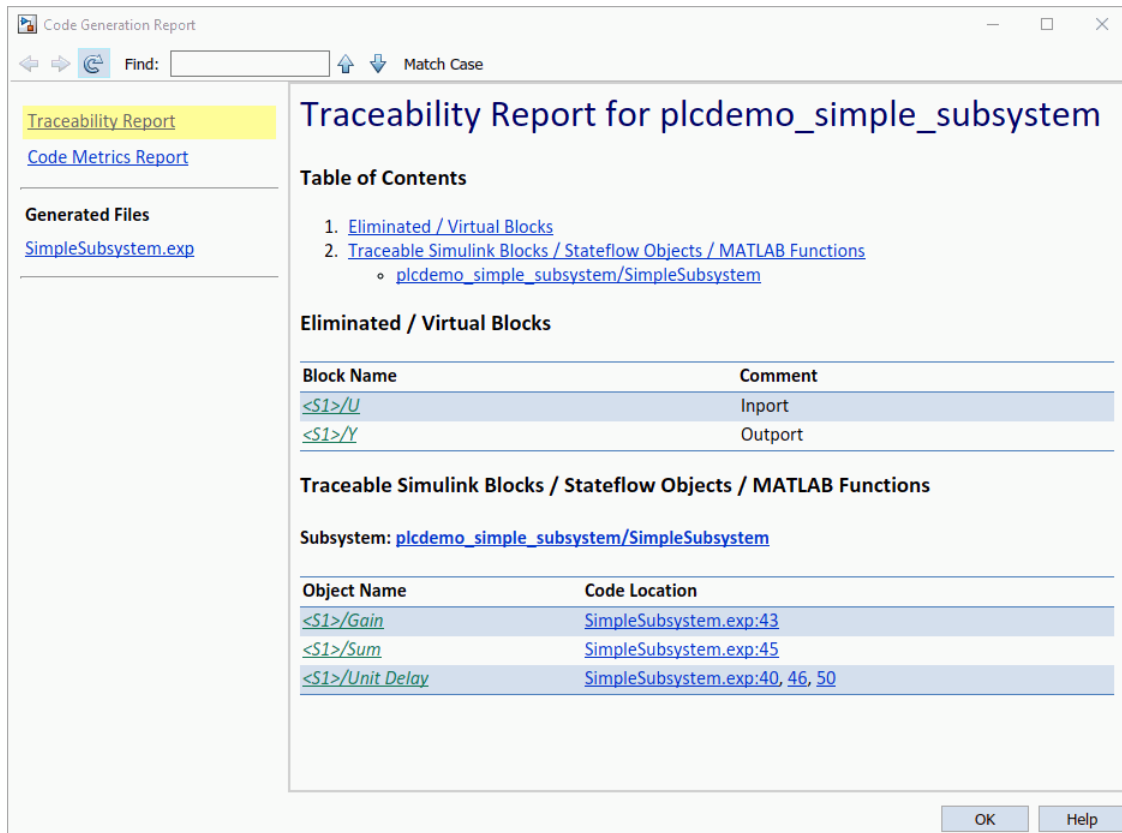 Code Generation Report
Find: Match Case
Traceability Report
Code Metrics Report
Generated Files
SimpleSubsystem.exp
Traceability Report for plcdemo_simple_subsystem
Table of Contents
1. Eliminated / Virtual Blocks
2. Traceable Simulink Blocks / Stateflow Objects / MATLAB Functions
plcdemo_simple_subsystem/SimpleSubsystem
Eliminated / Virtual Blocks
Block Name Comment
<S1>/U Inport
<S1>/Y Outport
Traceable Simulink Blocks / Stateflow Objects / MATLAB Functions
Subsystem: plcdemo_simple_subsystem/SimpleSubsystem
Object Name Code Location
<S1>/Gain SimpleSubsystem.exp:43
<S1>/Sum SimpleSubsystem.exp:45
<S1>/Unit Delay SimpleSubsystem.exp:40, 46, 50
OK Help